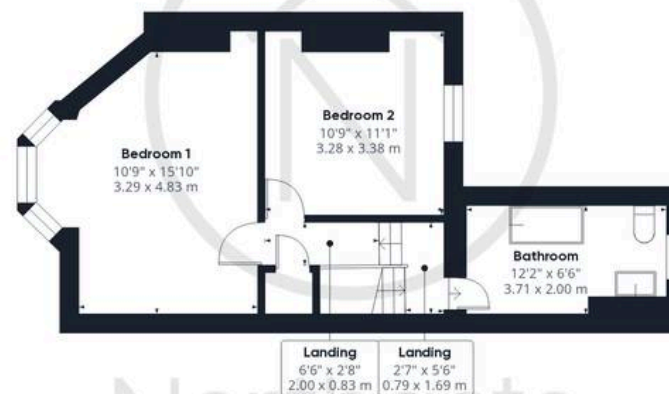 Bedroom 1
10'9" x 15'10"
3.29 x 4.83 m
Bedroom 2
10'9" x 11'1"
3.28 x 3.38 m
Bathroom
12'2" x 6'6"
3.71 x 2.00 m
Landing
6'6" x 2'8"
2.00 x 0.83 m
Landing
2'7" x 5'6"
0.79 x 1.69 m
N